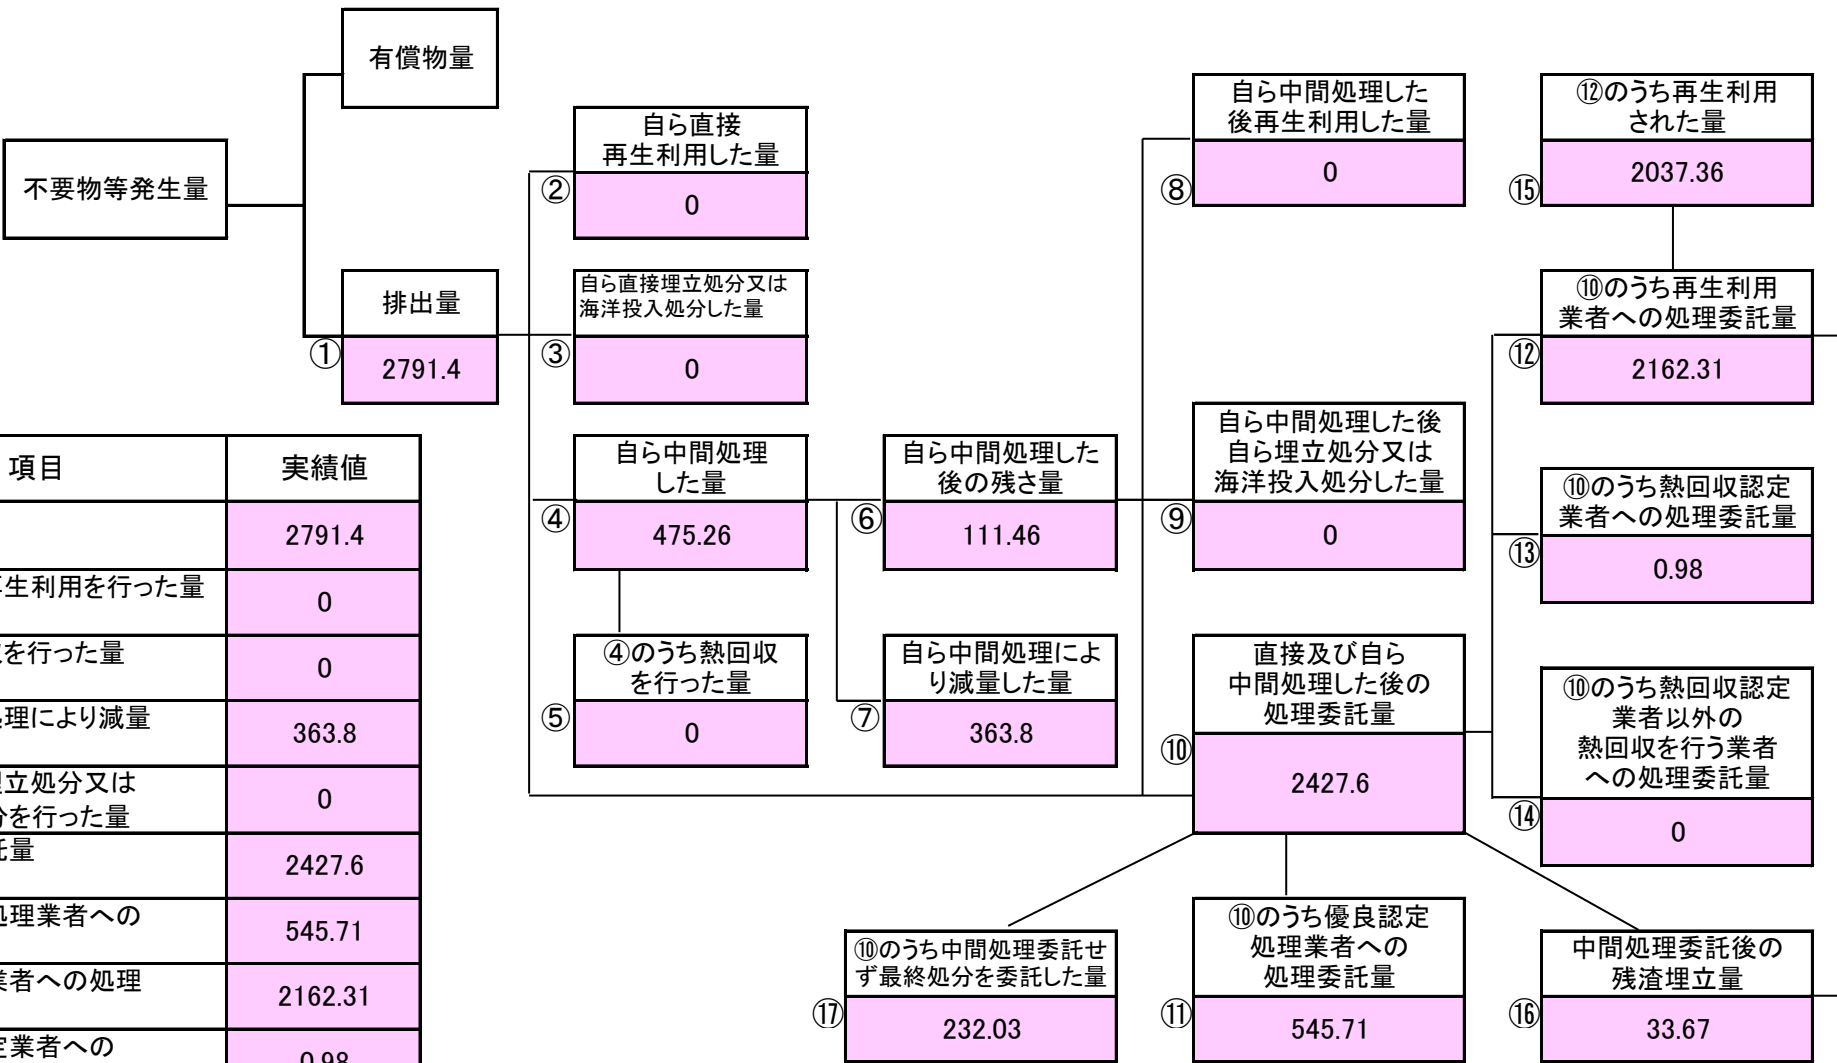 有償物量
不要物等発生量
排出量
①
2791.4
自ら直接
再生利用した量
②
0
自ら直接埋立処分又は
海洋投入処分した量
③
0
自ら中間処理
した量
④
475.26
④のうち熱回収
を行った量
⑤
0
自ら中間処理した
後の残さ量
⑥
111.46
自ら中間処理によ
り減量した量
⑦
363.8
自ら中間処理した
後再生利用した量
⑧
0
自ら中間処理した後
自ら埋立処分又は
海洋投入処分した量
⑨
0
直接及び自ら
中間処理した後の
処理委託量
⑩
2427.6
⑫のうち再生利用
された量
⑮
2037.36
⑩のうち再生利用
業者への処理委託量
⑫
2162.31
⑩のうち熱回収認定
業者への処理委託量
⑬
0.98
⑩のうち熱回収認定
業者以外の
熱回収を行う業者
への処理委託量
⑭
0
⑩のうち中間処理委託せ
ず最終処分を委託した量
⑰
232.03
⑩のうち優良認定
処理業者への
処理委託量
⑪
545.71
中間処理委託後の
残渣埋立量
⑯
33.67
項目
実績値
2791.4
生利用を行った量
0
を行った量
0
理により減量
363.8
立処分又は
を行った量
0
量
2427.6
処理業者への
545.71
業者への処理
2162.31
業者への
0.98